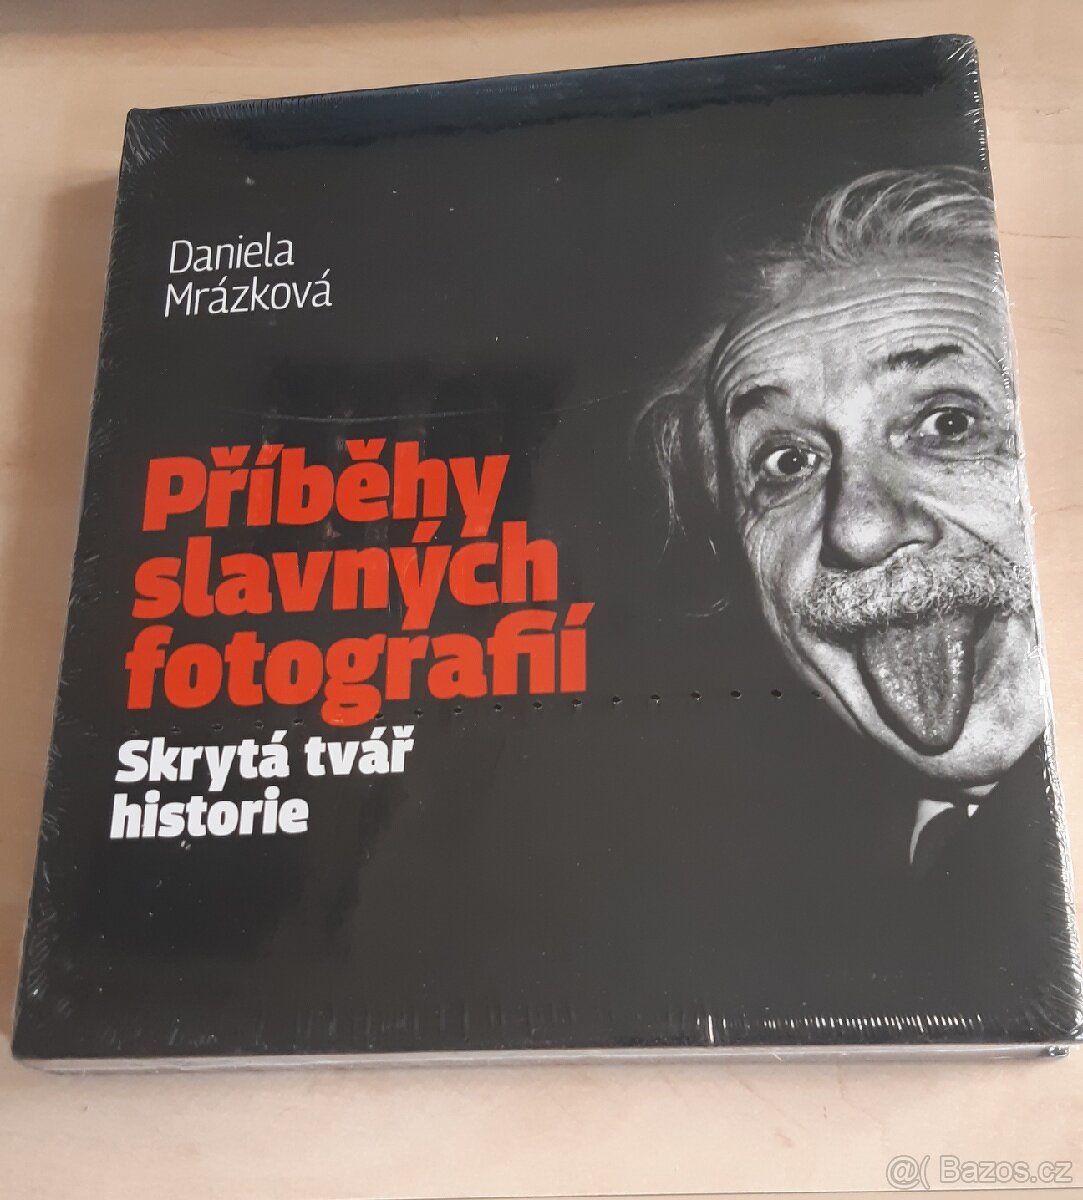 Daniela
Mrázková
Příběhy
slavných
fotografií
Skrytá tvář
historie
@( Bazos.cz